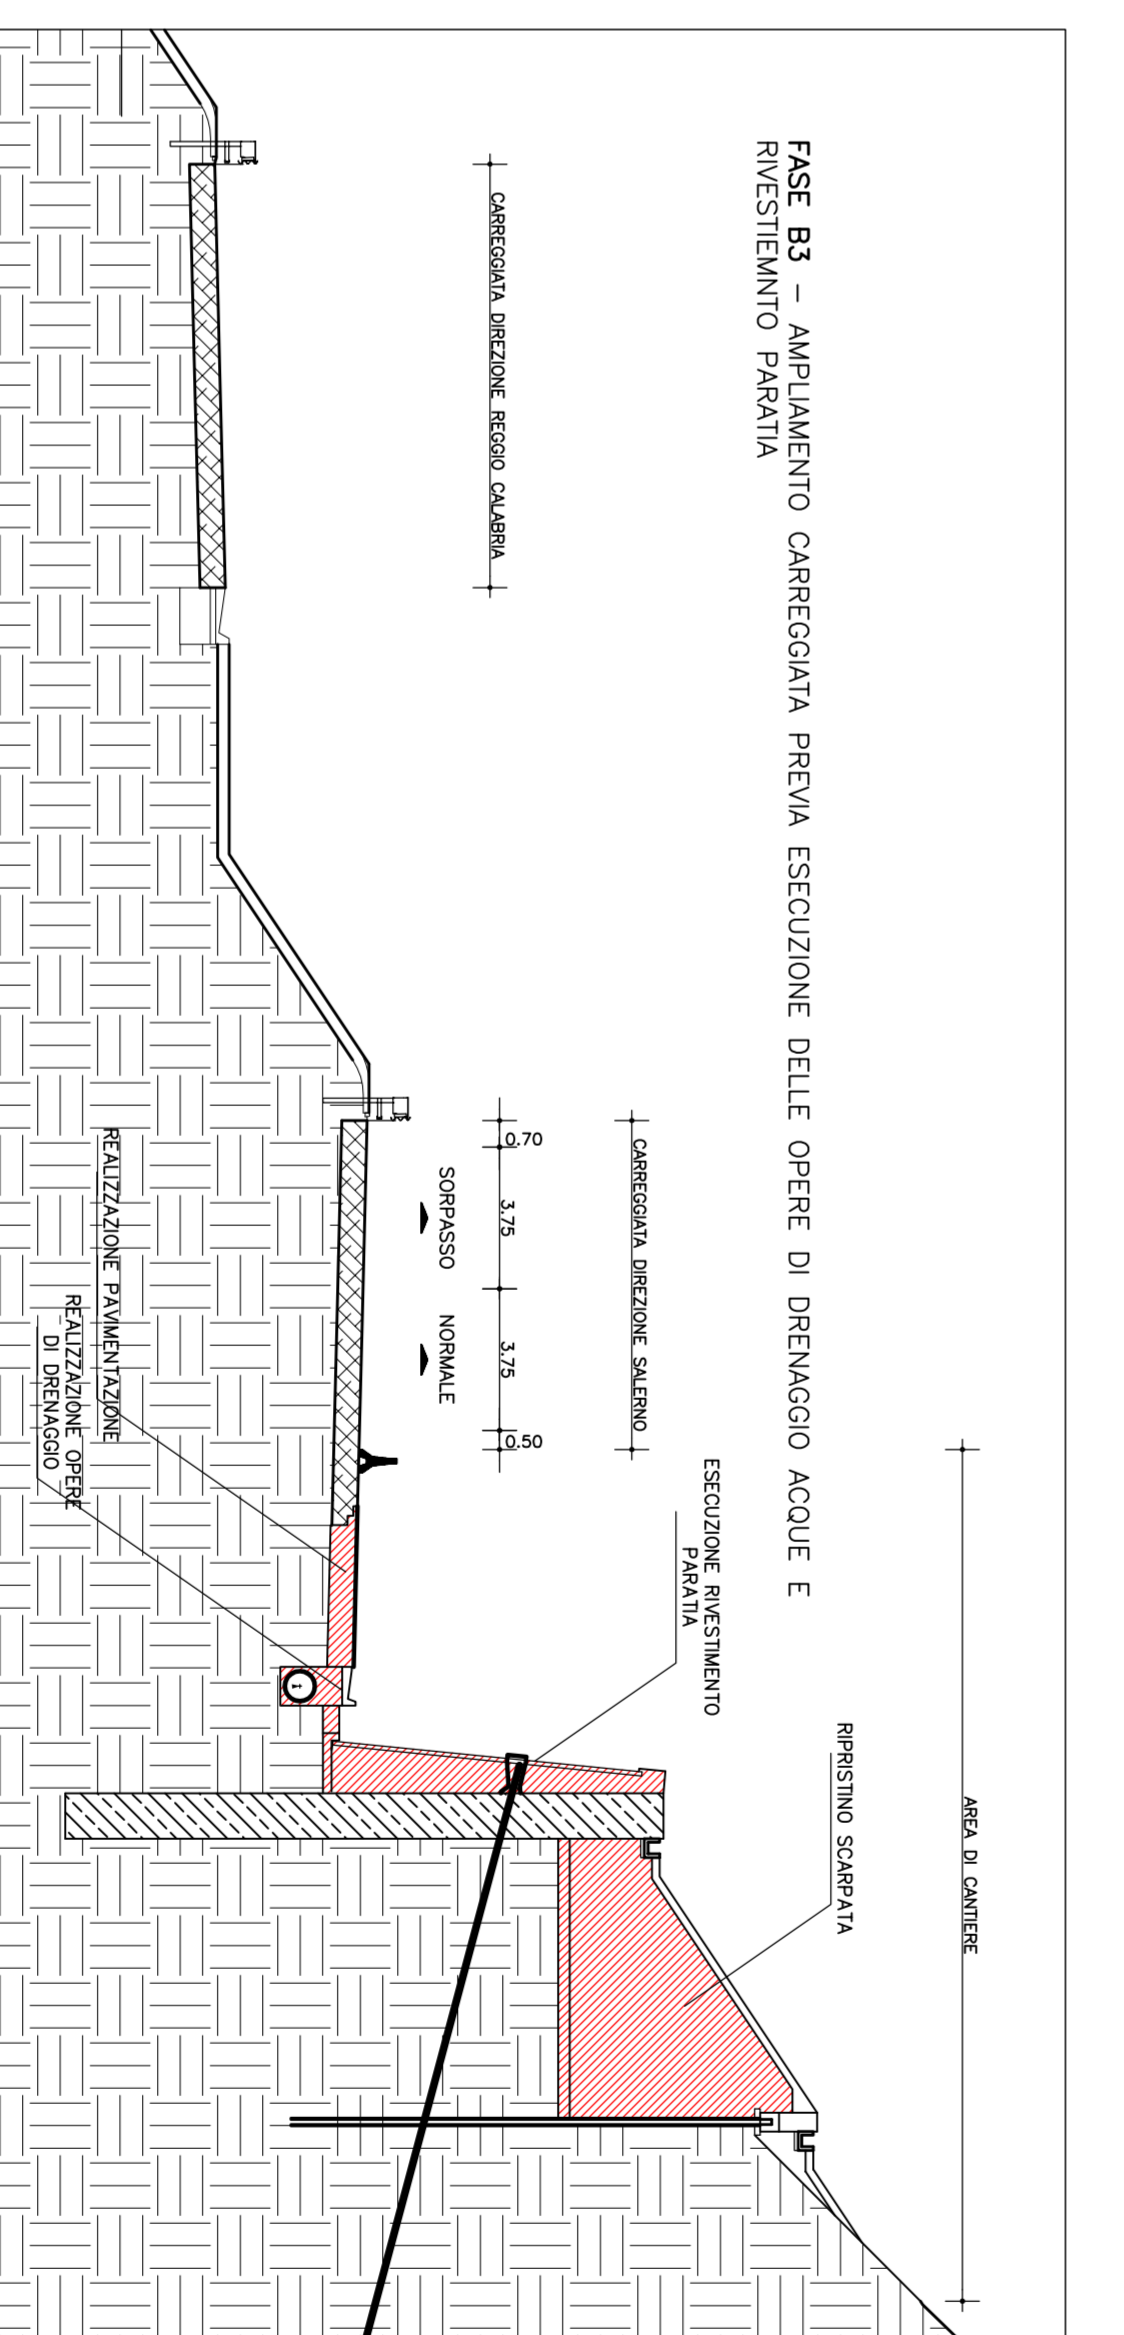 FASE B3 – AMPLIAMENTO CARREGGIATA PREVIA ESECUZIONE DELLE OPERE DI DRENAGGIO ACQUE E
RIVESTIEMNTO PARATIA
AREA DI CANTIERE
RIPRISTINO SCARPATA
ESECUZIONE RIVESTIMENTO
PARATIA
CARREGGIATA DIREZIONE REGGIO CALABRIA
CARREGGIATA DIREZIONE SALERNO
0.70
3.75
3.75
0.50
SORPASSO
NORMALE
REALIZZAZIONE PAVIMENTAZIONE
REALIZZAZIONE OPERE
DI DRENAGGIO